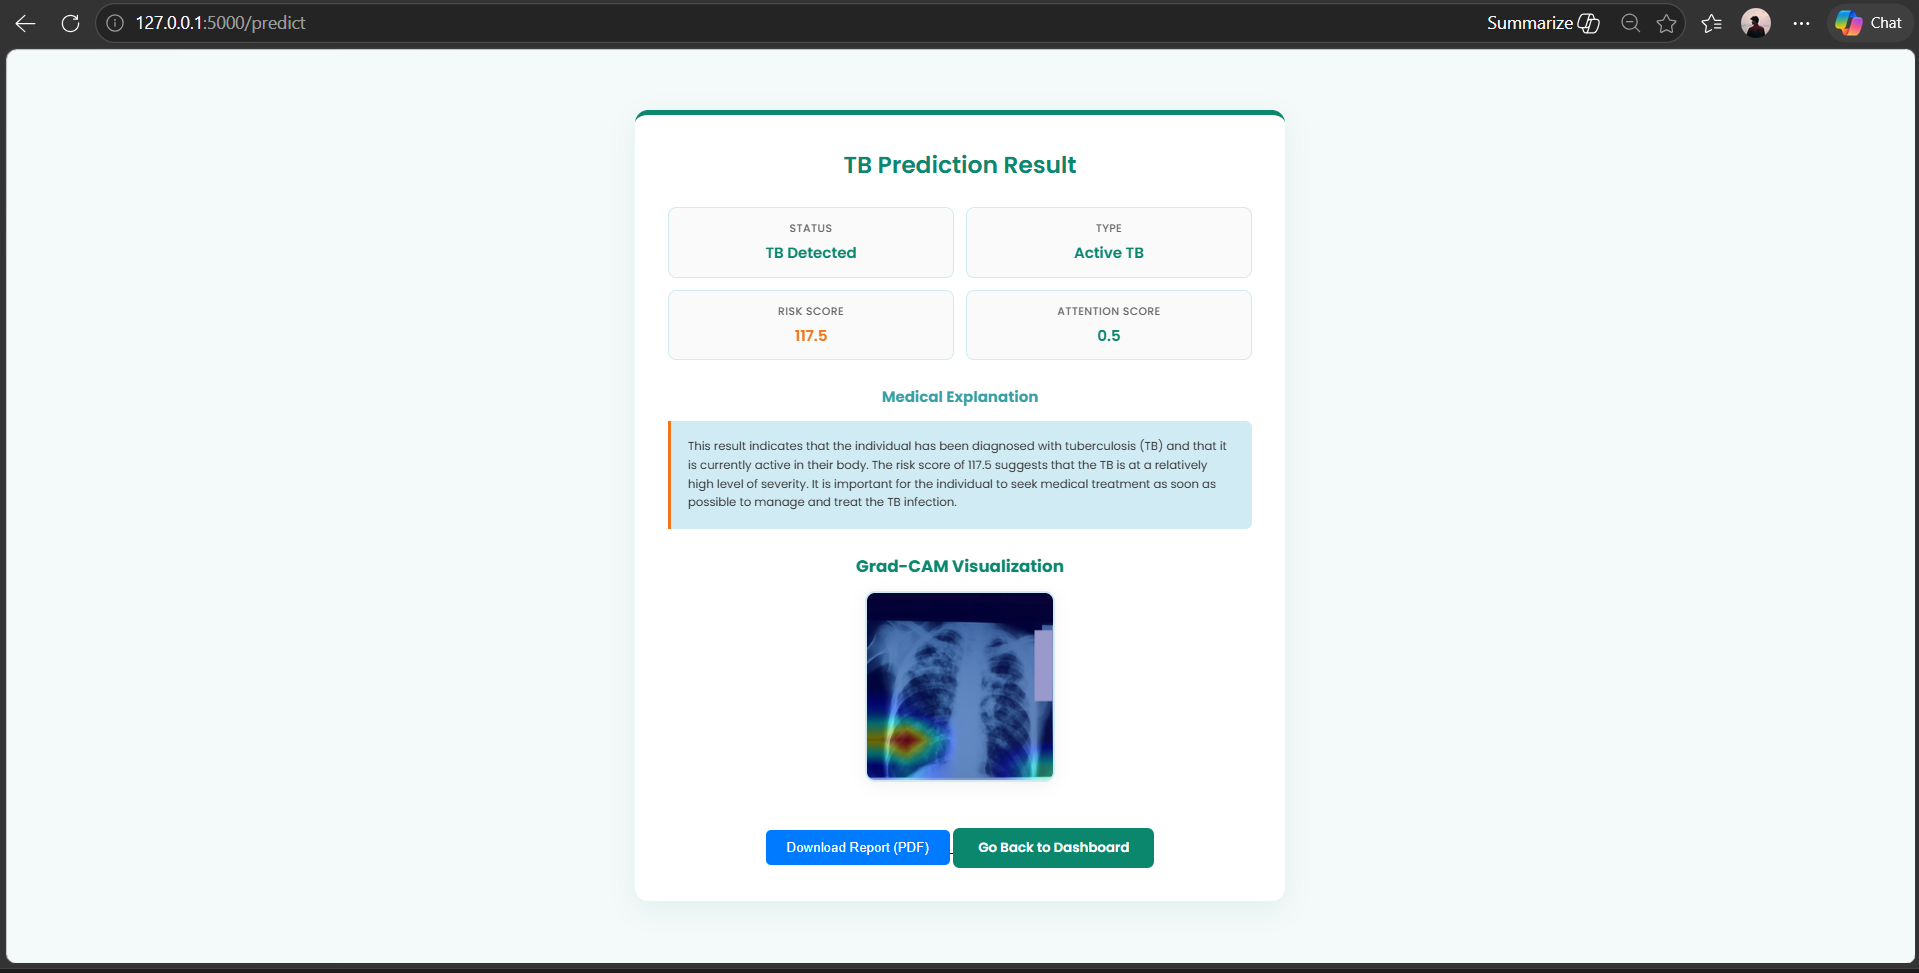 127.0.0.1:5000/predict
Summarize
Chat
TB Prediction Result
STATUS
TB Detected
TYPE
Active TB
RISK SCORE
117.5
ATTENTION SCORE
0.5
Medical Explanation
This result indicates that the individual has been diagnosed with tuberculosis (TB) and that it
is currently active in their body. The risk score of 117.5 suggests that the TB is at a relatively
high level of severity. It is important for the individual to seek medical treatment as soon as
possible to manage and treat the TB infection.
Grad-CAM Visualization
Download Report (PDF)
Go Back to Dashboard